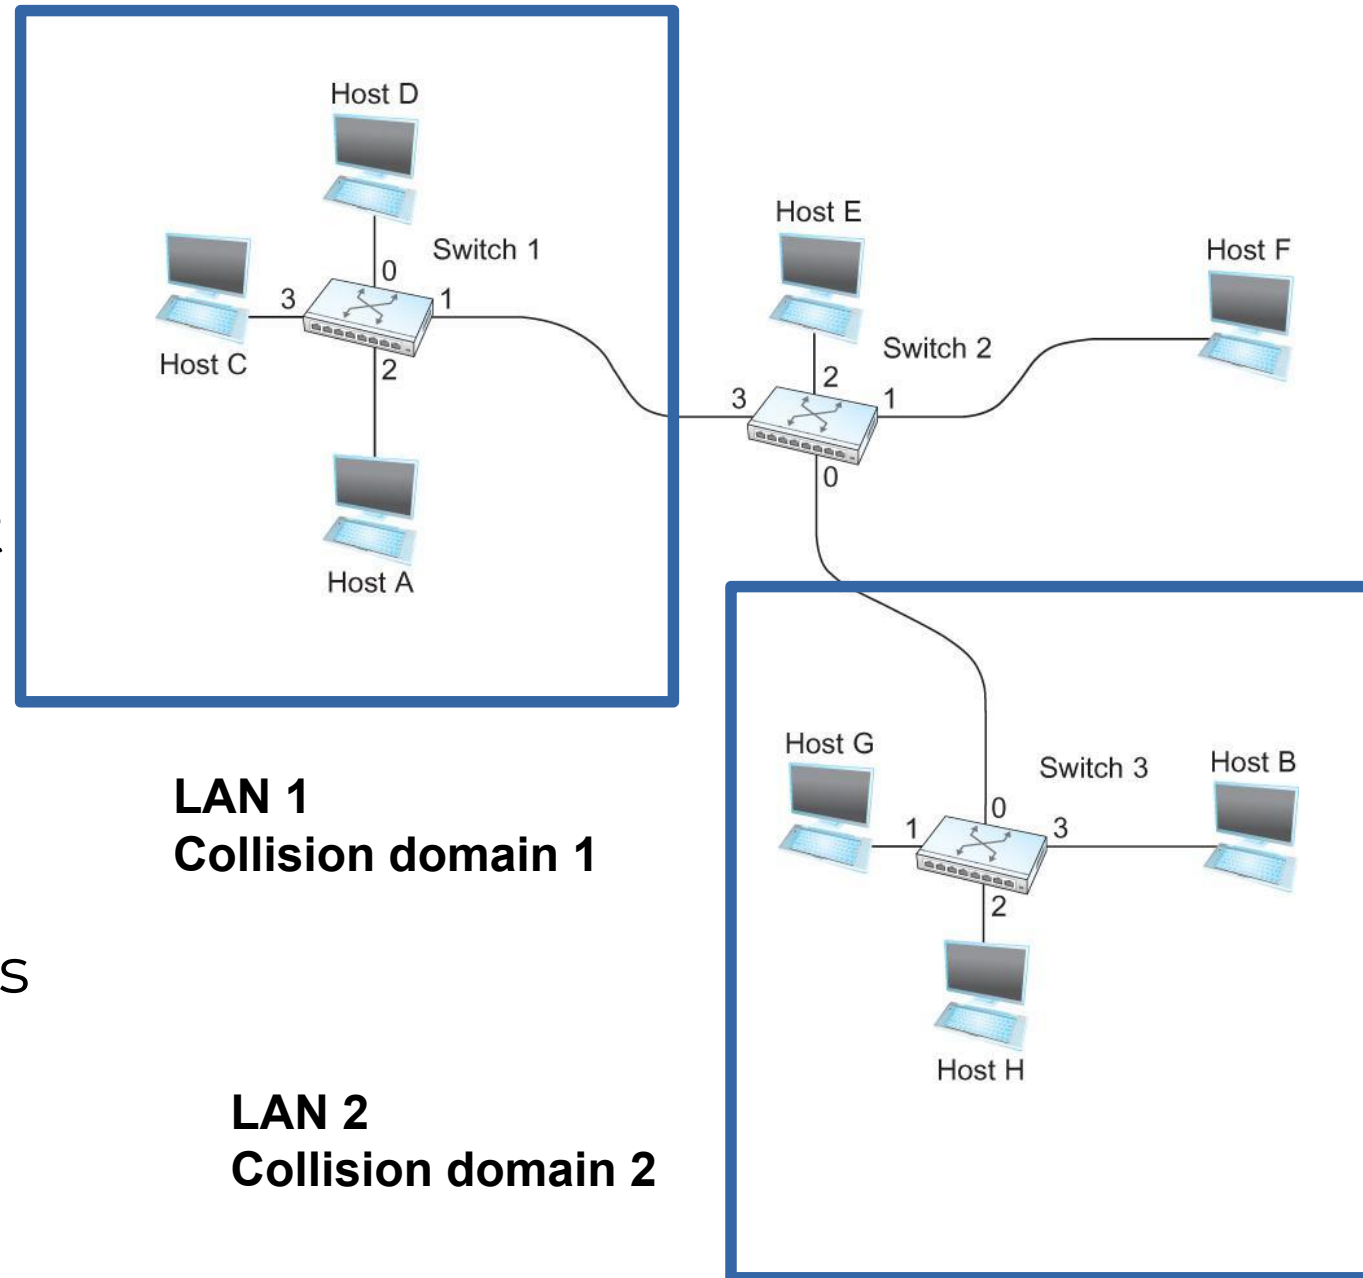 Host D
Host E
Host F
Switch 1
0
3
1
Host C
2
Switch 2
2
3
1
0
Host A
Host G
Switch 3
Host B
LAN 1
Collision domain 1
0
1
3
2
s
Host H
LAN 2
Collision domain 2